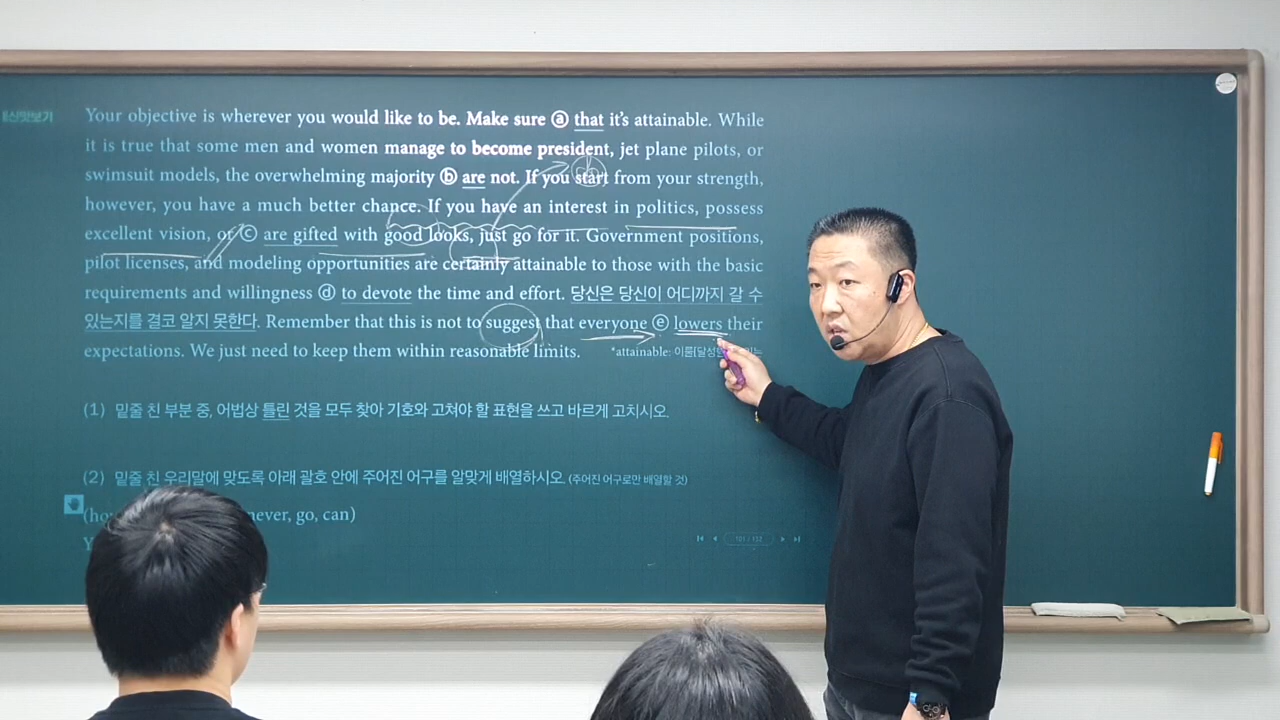 내신맛보기
Your objective is wherever you would like to be. Make sure ⓐ that it's attainable. While
it is true that some men and women manage to become president, jet plane pilots, or
swimsuit models, the overwhelming majority ⓑ are not. If you start from your strength,
however, you have a much better chance. If you have an interest in politics, possess
excellent vision, or ⓒ are gifted with good looks, just go for it. Government positions,
pilot licenses, and modeling opportunities are certainly attainable to those with the basic
requirements and willingness ⓓ to devote the time and effort. 당신은 당신이 어디까지 갈 수
있는지를 결코 알지 못한다. Remember that this is not to suggest that everyone ⓔ lowers their
expectations. We just need to keep them within reasonable limits.
*attainable: 이룰[달성할
(1) 밑줄 친 부분 중, 어법상 틀린 것을 모두 찾아 기호와 고쳐야 할 표현을 쓰고 바르게 고치시오.
(2) 밑줄 친 우리말에 맞도록 아래 괄호 안에 주어진 어구를 알맞게 배열하시오. (주어진 어구로만 배열할 것)
never, go, can)